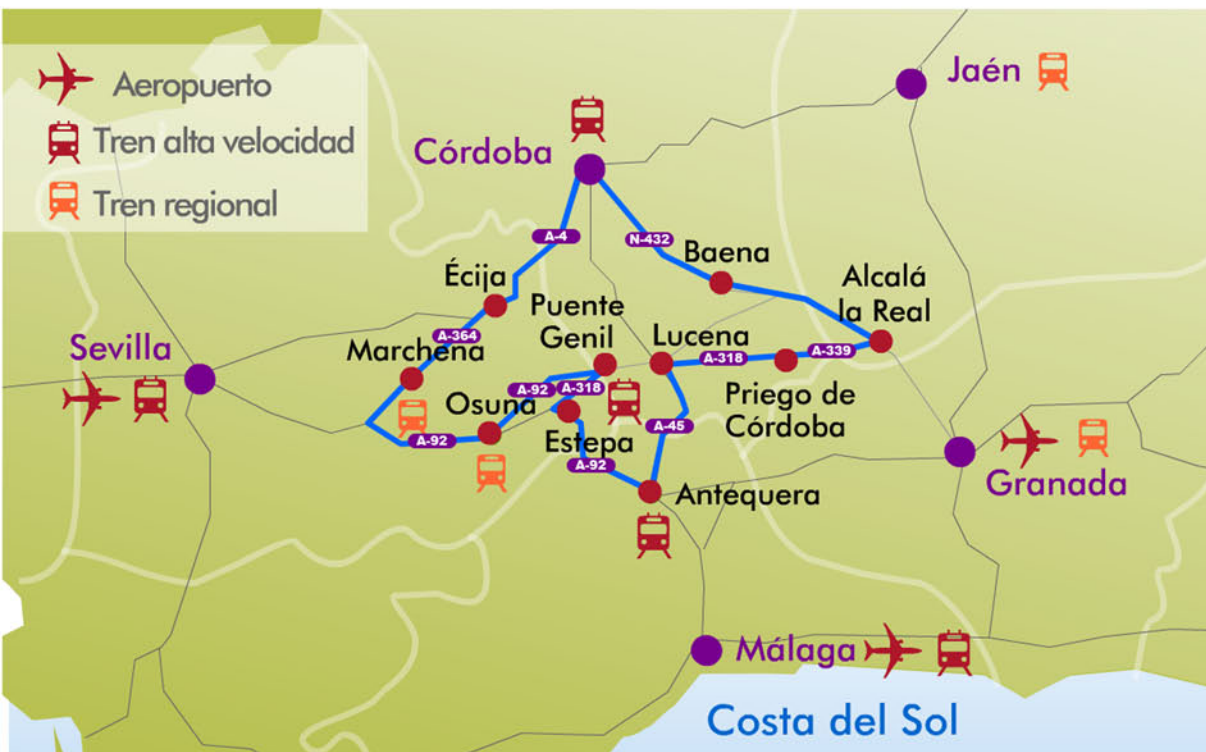 Aeropuerto
Tren alta velocidad
Tren regional
Jaén
Córdoba
A-4
N-432
Baena
Écija
Alcalá
la Real
Puente
Genil
Lucena
A-364
Sevilla
Marchena
A-318
A-339
A-92
A-318
Osuna
Priego de
Córdoba
A-92
Estepa
A-45
A-92
Antequera
Granada
Málaga
Costa del Sol